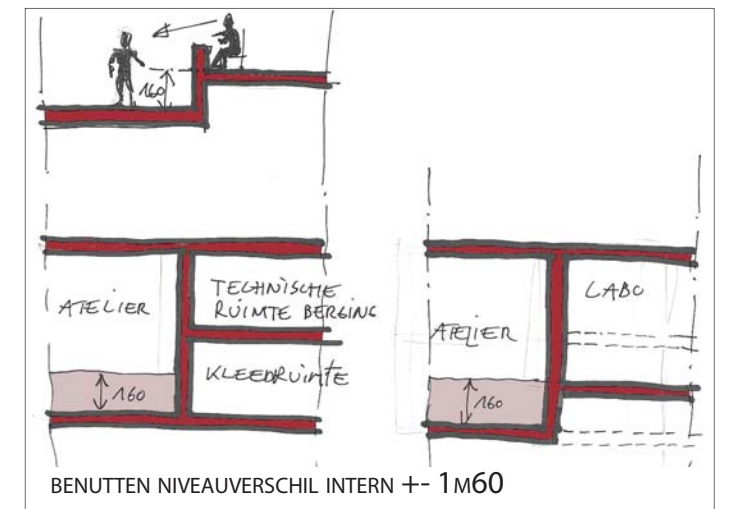 160
TECHNISCHE
RUIMTE BERGING
ATELIER
KLEEDRUIMTE
160
LABO
ATELIER
160
BENUTTEN NIVEAUVERSCHIL INTERN +- 1M60